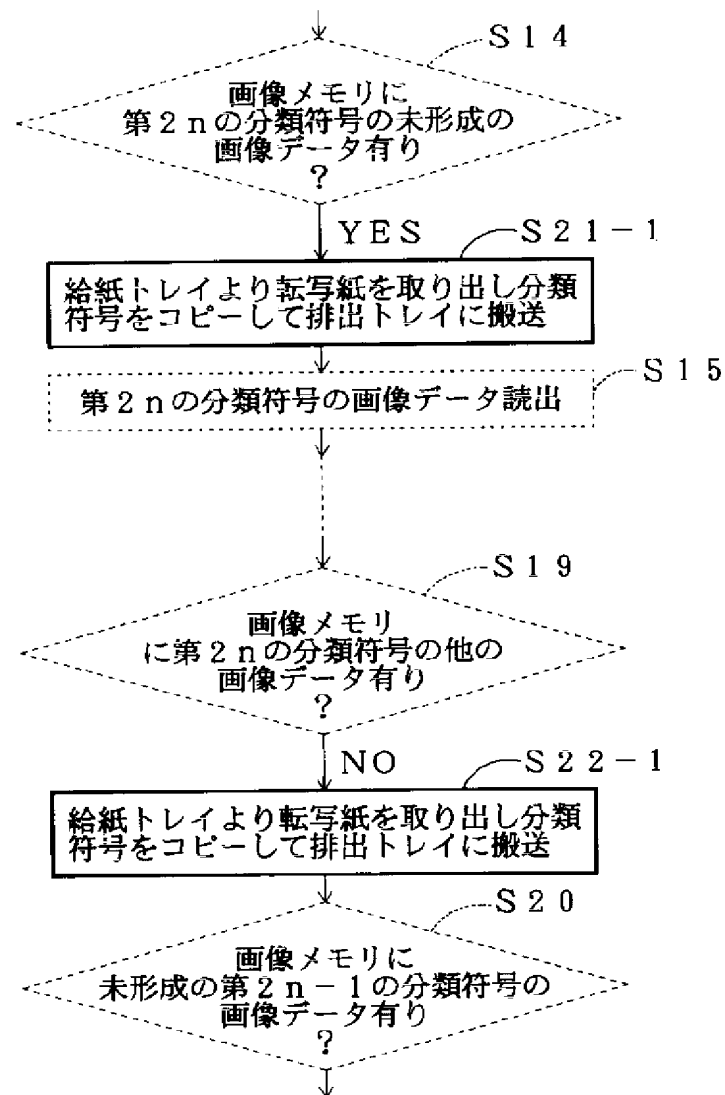 S14
画像メモリに
第2nの分類符号の未形成の
画像データ有り
?
YES
S21-1
給紙トレイより転写紙を取り出し分類
符号をコピーして排出トレイに搬送
S15
第2nの分類符号の画像データ読出
S19
画像メモリ
に第2nの分類符号の他の
画像データ有り
?
NO
S22-1
給紙トレイより転写紙を取り出し分類
符号をコピーして排出トレイに搬送
S20
画像メモリに
未形成の第2n-1の分類符号の
画像データ有り
?